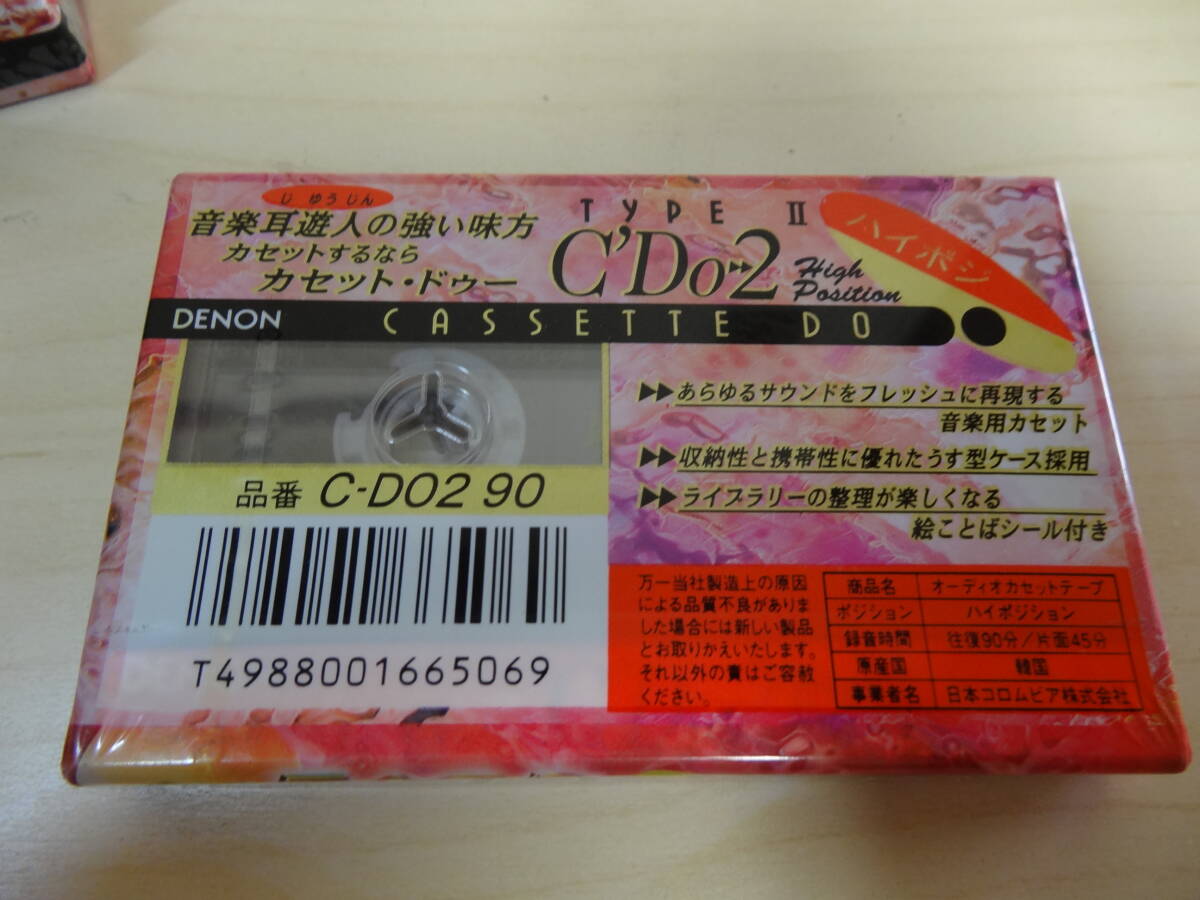 じゆうじん
音楽耳遊人の強い味方
カセットするなら
カセット・ドゥー
TYPE II
C'Do▸▸2
High
Position
ハイポジ
DENON CASSETTE DO
▶▶あらゆるサウンドをフレッシュに再現する
音楽用カセット
▶▶収納性と携帯性に優れたうす型ケース採用
▶▶ライブラリーの整理が楽しくなる
絵ことばシール付き
品番 C-DO2 90
T4988001665069
万一当社製造上の原因
による品質不良がありま
した場合には新しい製品
とお取りかえいたします。
それ以外の責はご容赦
ください。
商品名 オーディオカセットテープ
ポジション ハイポジション
録音時間 往復90分/片面45分
原産国 韓国
事業者名 日本コロムビア株式会社